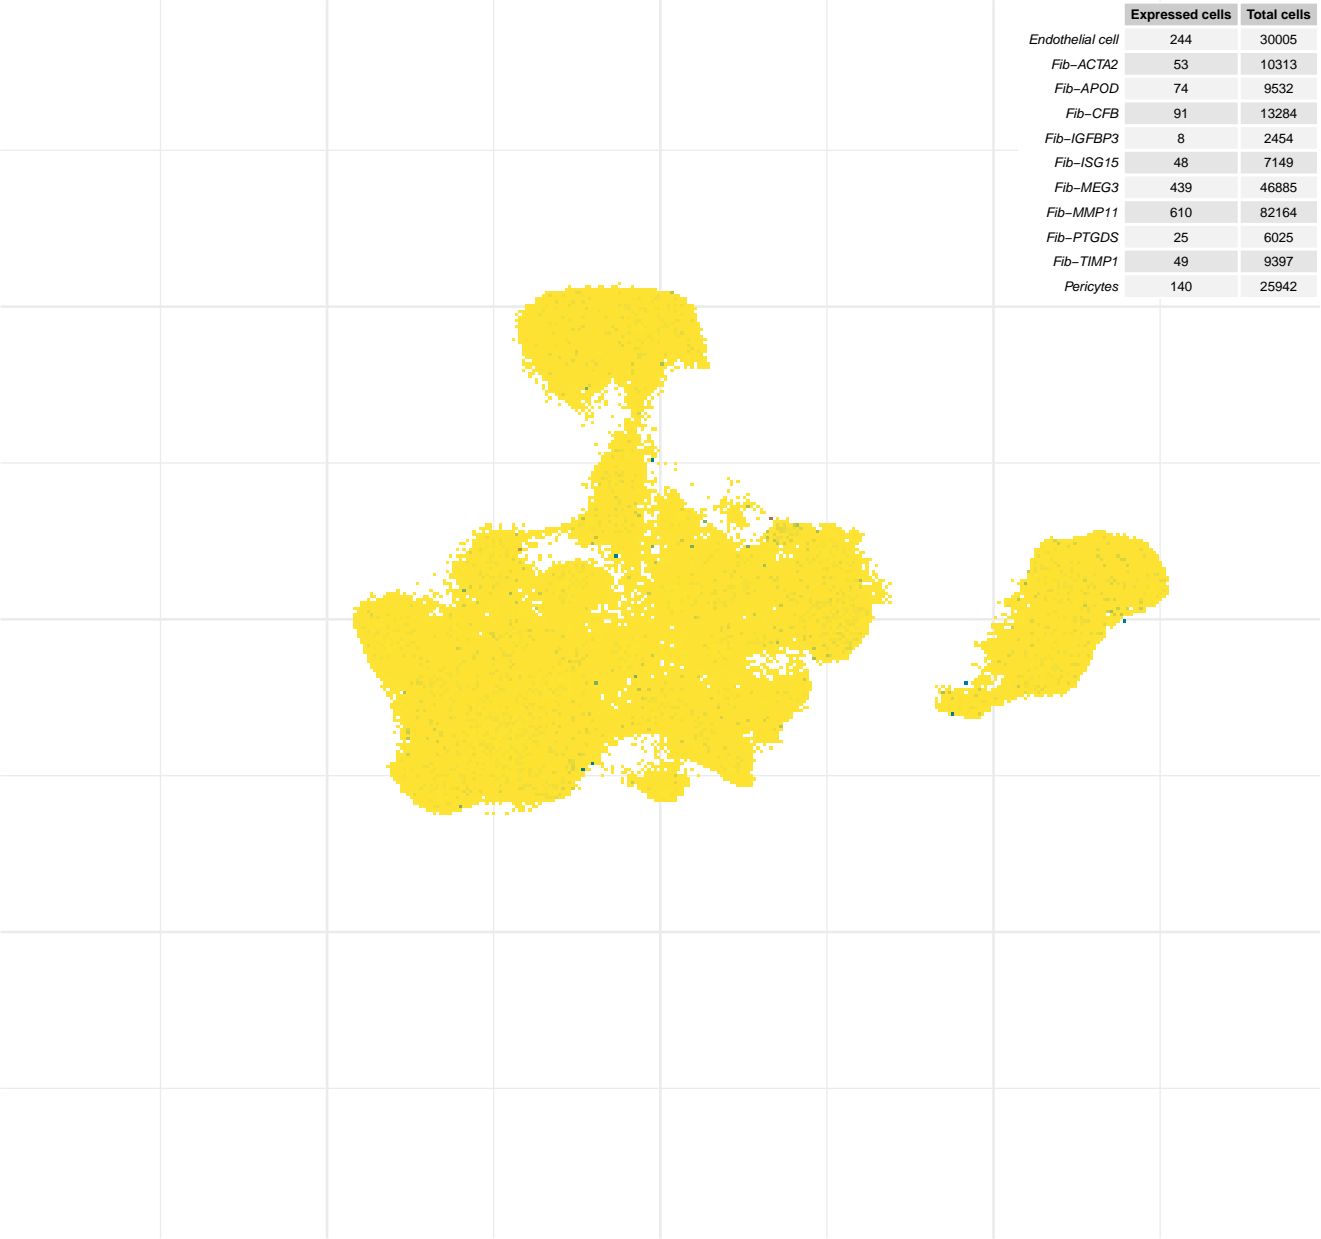 Expressed cells Total cells
Endothelial cell 244 30005
Fib−ACTA2 53 10313
Fib−APOD 74 9532
Fib−CFB 91 13284
Fib−IGFBP3 8 2454
Fib−ISG15 48 7149
Fib−MEG3 439 46885
Fib−MMP11 610 82164
Fib−PTGDS 25 6025
Fib−TIMP1 49 9397
Pericytes 140 25942